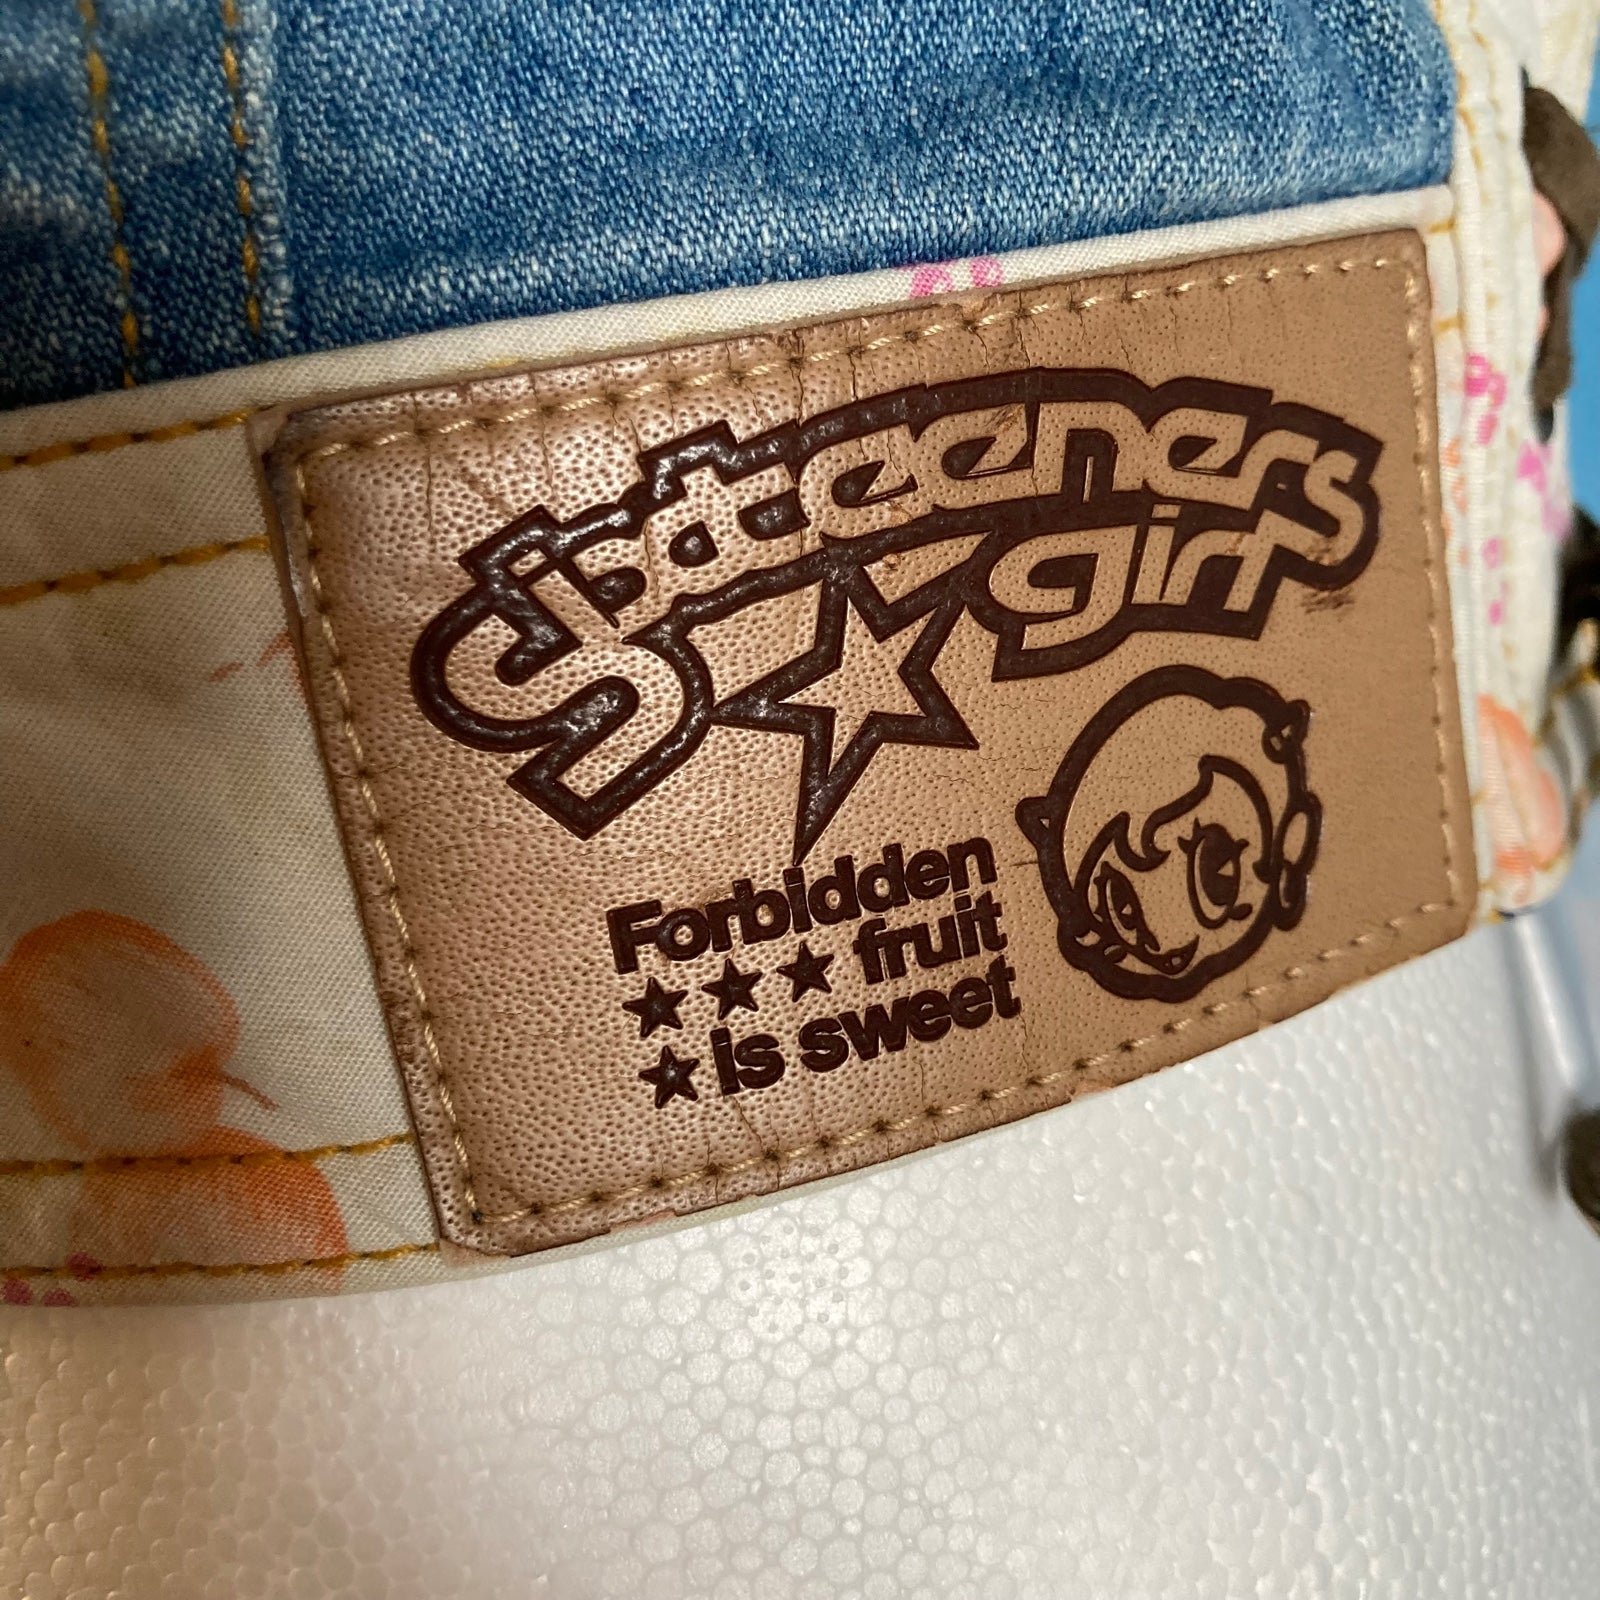 Sixteeners
girl
Forbidden
★★★ fruit
★ is sweet